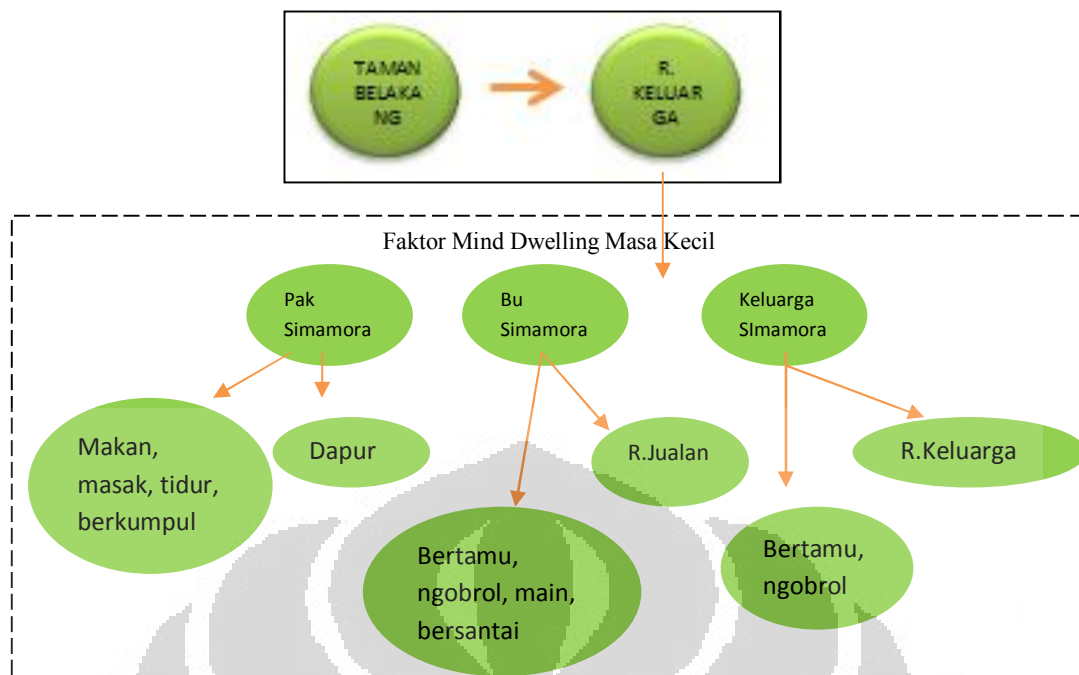 TAMAN
BELAKA
NG
R.
KELUAR
GA
Faktor Mind Dwelling Masa Kecil
Pak
Simamora
Bu
Simamora
Keluarga
SImamora
Makan,
masak, tidur,
berkumpul
Dapur
R.Jualan
R.Keluarga
Bertamu,
ngobrol, main,
bersantai
Bertamu,
ngobrol